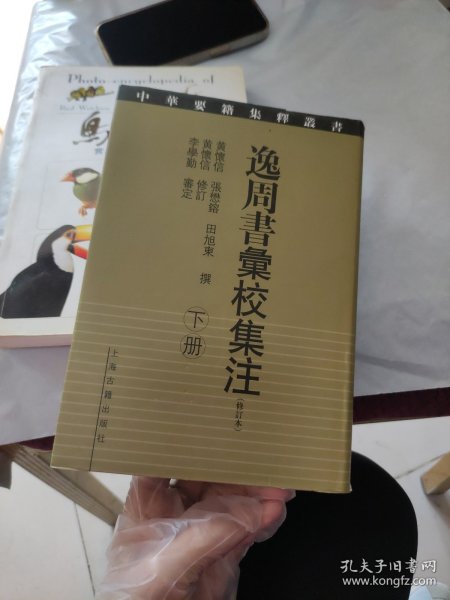 中華要籍集釋叢書
逸周書彙校集注
(修訂本)
下册
黃懷信 張懋鎔 田旭東 撰
黃懷信 修訂
李學勤 審定
上海古籍出版社
Photo encyclopedia of
鳥
孔夫子旧书网
www.kongfz.com